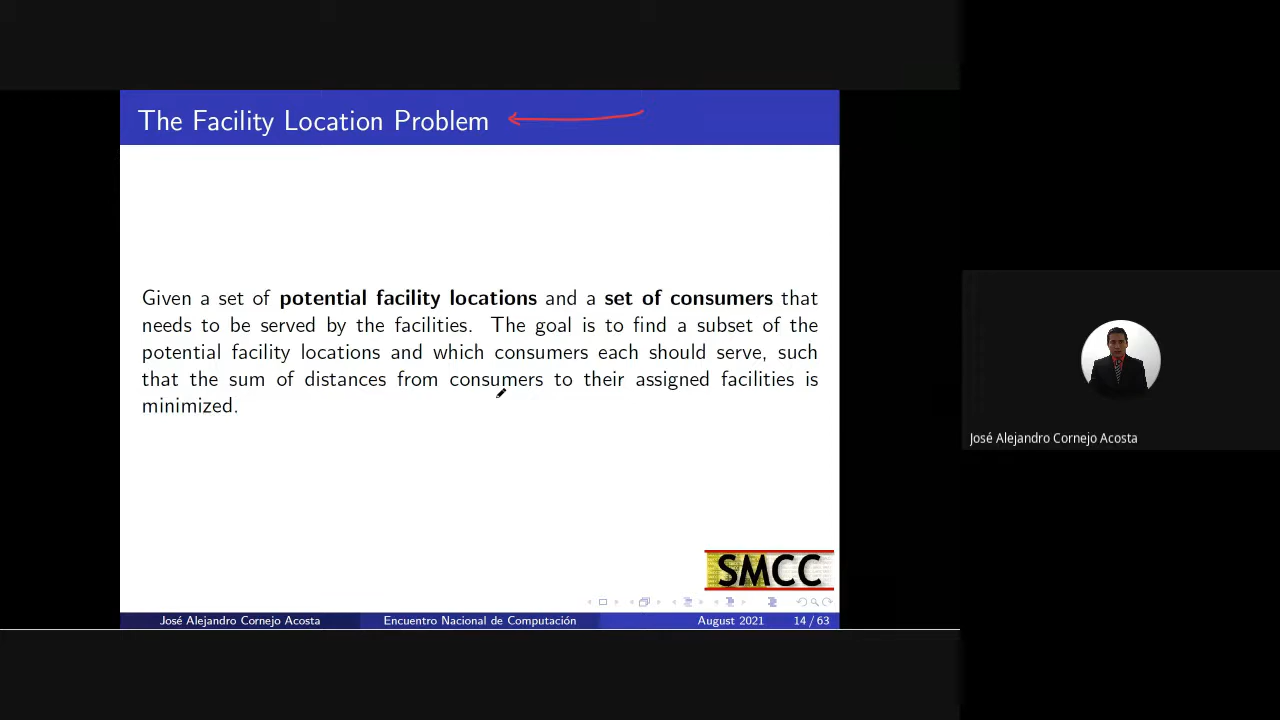 The Facility Location Problem
Given a set of potential facility locations and a set of consumers that
needs to be served by the facilities. The goal is to find a subset of the
potential facility locations and which consumers each should serve, such
that the sum of distances from consumers to their assigned facilities is
minimized.
SMCC
José Alejandro Cornejo Acosta
Encuentro Nacional de Computación
August 2021
14 / 63
José Alejandro Cornejo Acosta